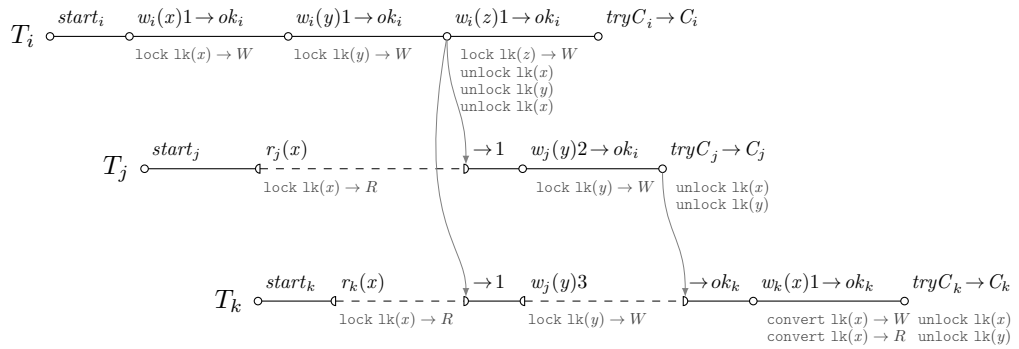 start_i w_i(x)1→ok_i w_i(y)1→ok_i w_i(z)1→ok_i tryC_i→C_i
T_i
lock lk(x)→W lock lk(y)→W lock lk(z)→W
unlock lk(x)
unlock lk(y)
unlock lk(x)
start_j r_j(x) →1 w_j(y)2→ok_i tryC_j→C_j
T_j
lock lk(x)→R lock lk(y)→W unlock lk(x)
unlock lk(y)
start_k r_k(x) →1 w_j(y)3 →ok_k w_k(x)1→ok_k tryC_k→C_k
T_k
lock lk(x)→R lock lk(y)→W convert lk(x)→W unlock lk(x)
convert lk(x)→R unlock lk(y)